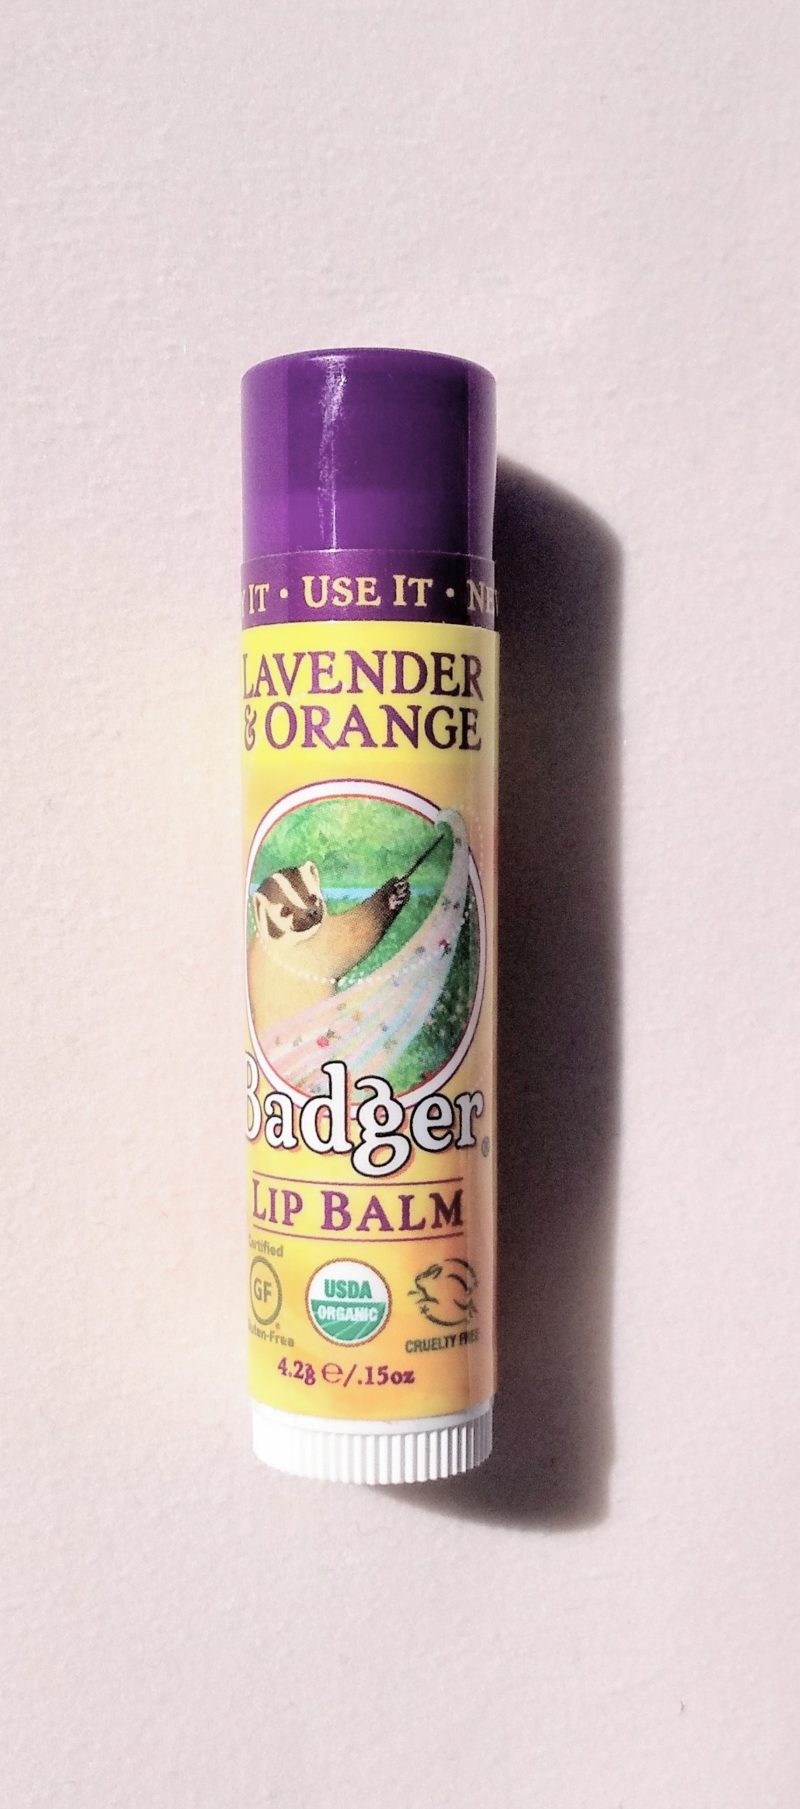 IT • USE IT •
LAVENDER
& ORANGE
Badger
LIP BALM
Certified
GF
Gluten-Free
USDA
ORGANIC
CRUELTY FREE
4.2g ℮/.15oz